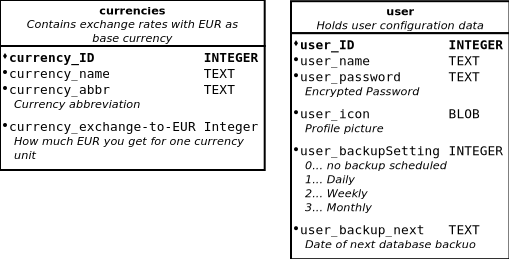 currencies
Contains exchange rates with EUR as
base currency
currency_ID INTEGER
currency_name TEXT
currency_abbr TEXT
Currency abbreviation
currency_exchange-to-EUR Integer
How much EUR you get for one currency
unit
user
Holds user configuration data
user_ID INTEGER
user_name TEXT
user_password TEXT
Encrypted Password
user_icon BLOB
Profile picture
user_backupSetting INTEGER
0... no backup scheduled
1... Daily
2... Weekly
3... Monthly
user_backup_next TEXT
Date of next database backuo